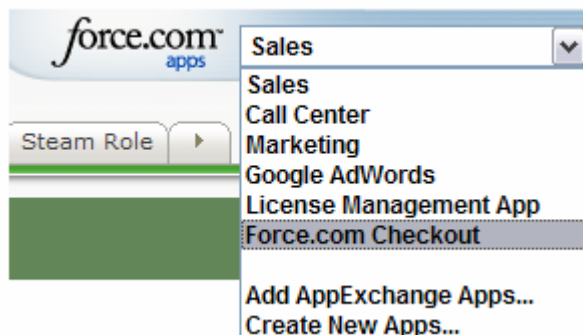 force.com
apps
Sales
Sales
Call Center
Steam Role
Marketing
Google AdWords
License Management App
Force.com Checkout
Add AppExchange Apps...
Create New Apps...